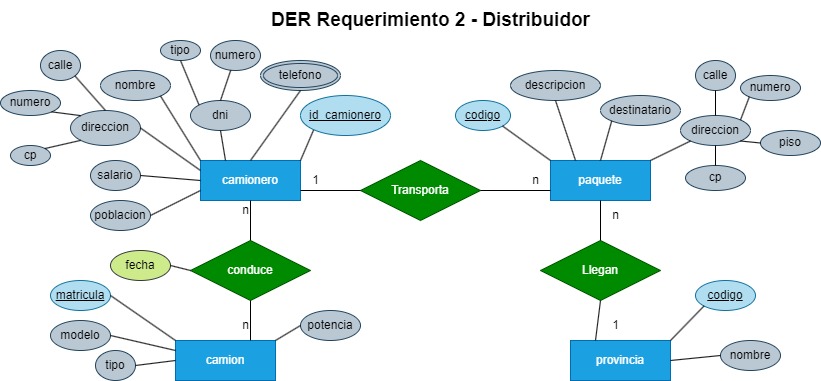 DER Requerimiento 2 - Distribuidor
tipo
numero
calle
nombre
telefono
numero
direccion
dni
id_camionero
cp
salario
poblacion
camionero
1
Transporta
n
paquete
codigo
descripcion
destinatario
calle
numero
direccion
piso
cp
n
n
fecha
conduce
Llegan
n
1
matricula
modelo
tipo
camion
potencia
provincia
codigo
nombre